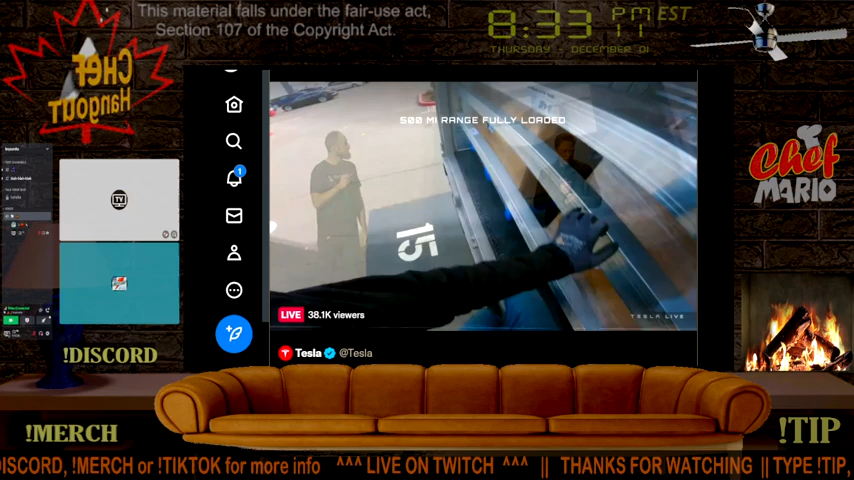 This material falls under the fair-use act,
Section 107 of the Copyright Act.
8:33 PM EST
11
THURSDAY - DECEMBER 01
CHEF
Hangout
500 MI RANGE FULLY LOADED
1
15
TV
Chef
MARIO
LIVE 38.1K viewers
TESLA LIVE
Tesla @Tesla
!DISCORD
!MERCH
!TIP
DISCORD, !MERCH or !TIKTOK for more info ^^^ LIVE ON TWITCH ^^^ || THANKS FOR WATCHING || TYPE !TIP,